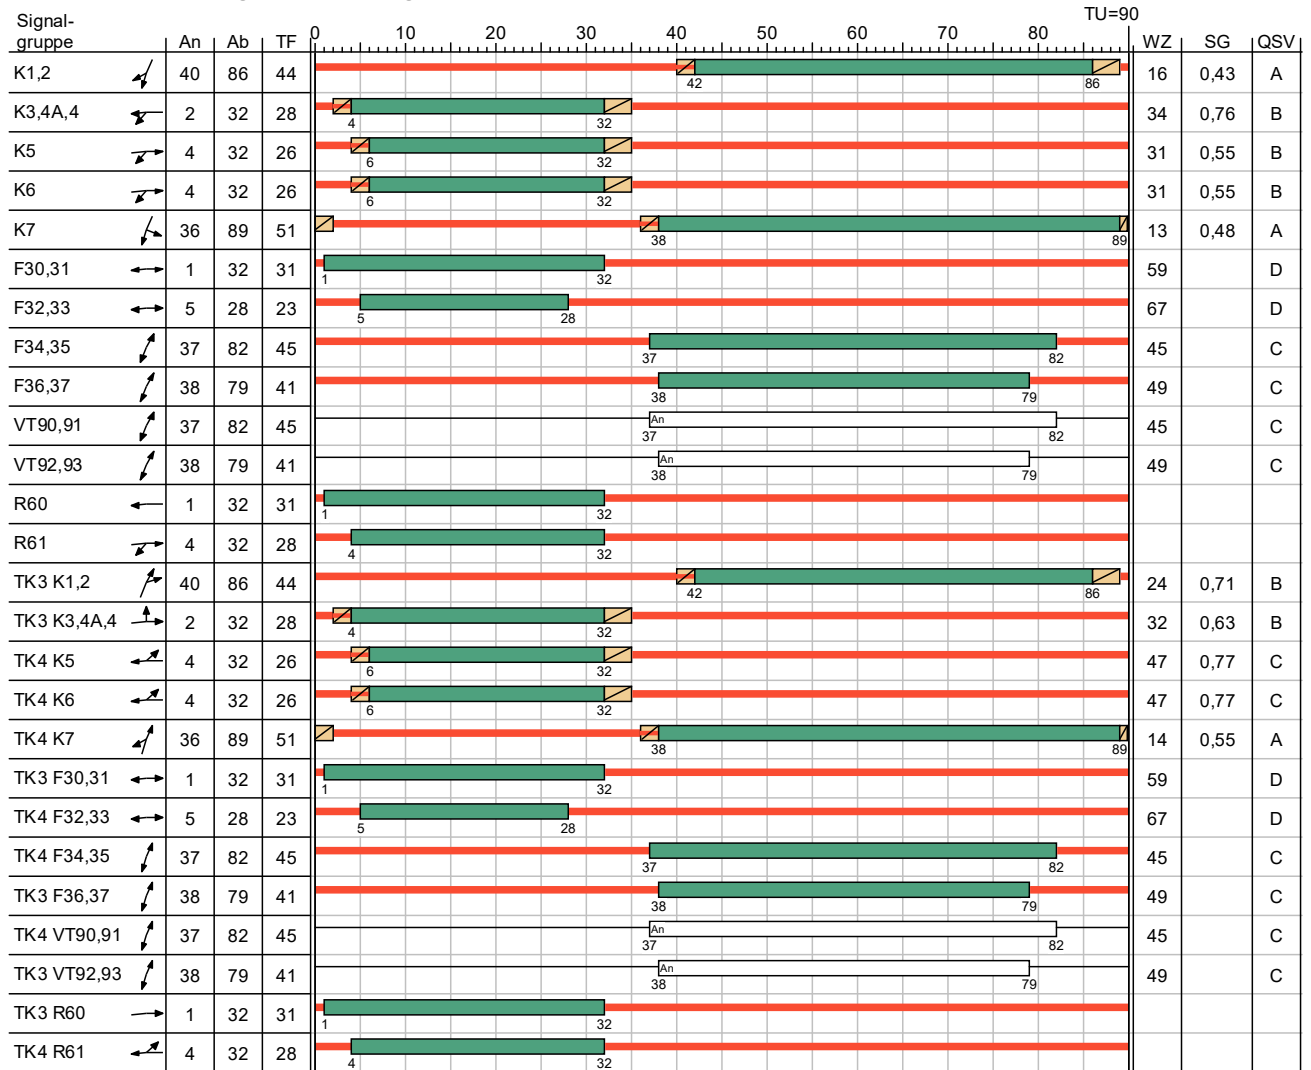 TU=90
Signal-
gruppe An Ab TF 0 10 20 30 40 50 60 70 80 WZ SG QSV
K1,2 40 86 44 42 86 16 0,43 A
K3,4A,4 2 32 28 4 32 34 0,76 B
K5 4 32 26 6 32 31 0,55 B
K6 4 32 26 6 32 31 0,55 B
K7 36 89 51 38 89 13 0,48 A
F30,31 1 32 31 1 32 59 D
F32,33 5 28 23 5 28 67 D
F34,35 37 82 45 37 82 45 C
F36,37 38 79 41 38 79 49 C
VT90,91 37 82 45 An 37 82 45 C
VT92,93 38 79 41 An 38 79 49 C
R60 1 32 31 1 32
R61 4 32 28 4 32
TK3 K1,2 40 86 44 42 86 24 0,71 B
TK3 K3,4A,4 2 32 28 4 32 32 0,63 B
TK4 K5 4 32 26 6 32 47 0,77 C
TK4 K6 4 32 26 6 32 47 0,77 C
TK4 K7 36 89 51 38 89 14 0,55 A
TK3 F30,31 1 32 31 1 32 59 D
TK4 F32,33 5 28 23 5 28 67 D
TK4 F34,35 37 82 45 37 82 45 C
TK3 F36,37 38 79 41 38 79 49 C
TK4 VT90,91 37 82 45 An 37 82 45 C
TK3 VT92,93 38 79 41 An 38 79 49 C
TK3 R60 1 32 31 1 32
TK4 R61 4 32 28 4 32